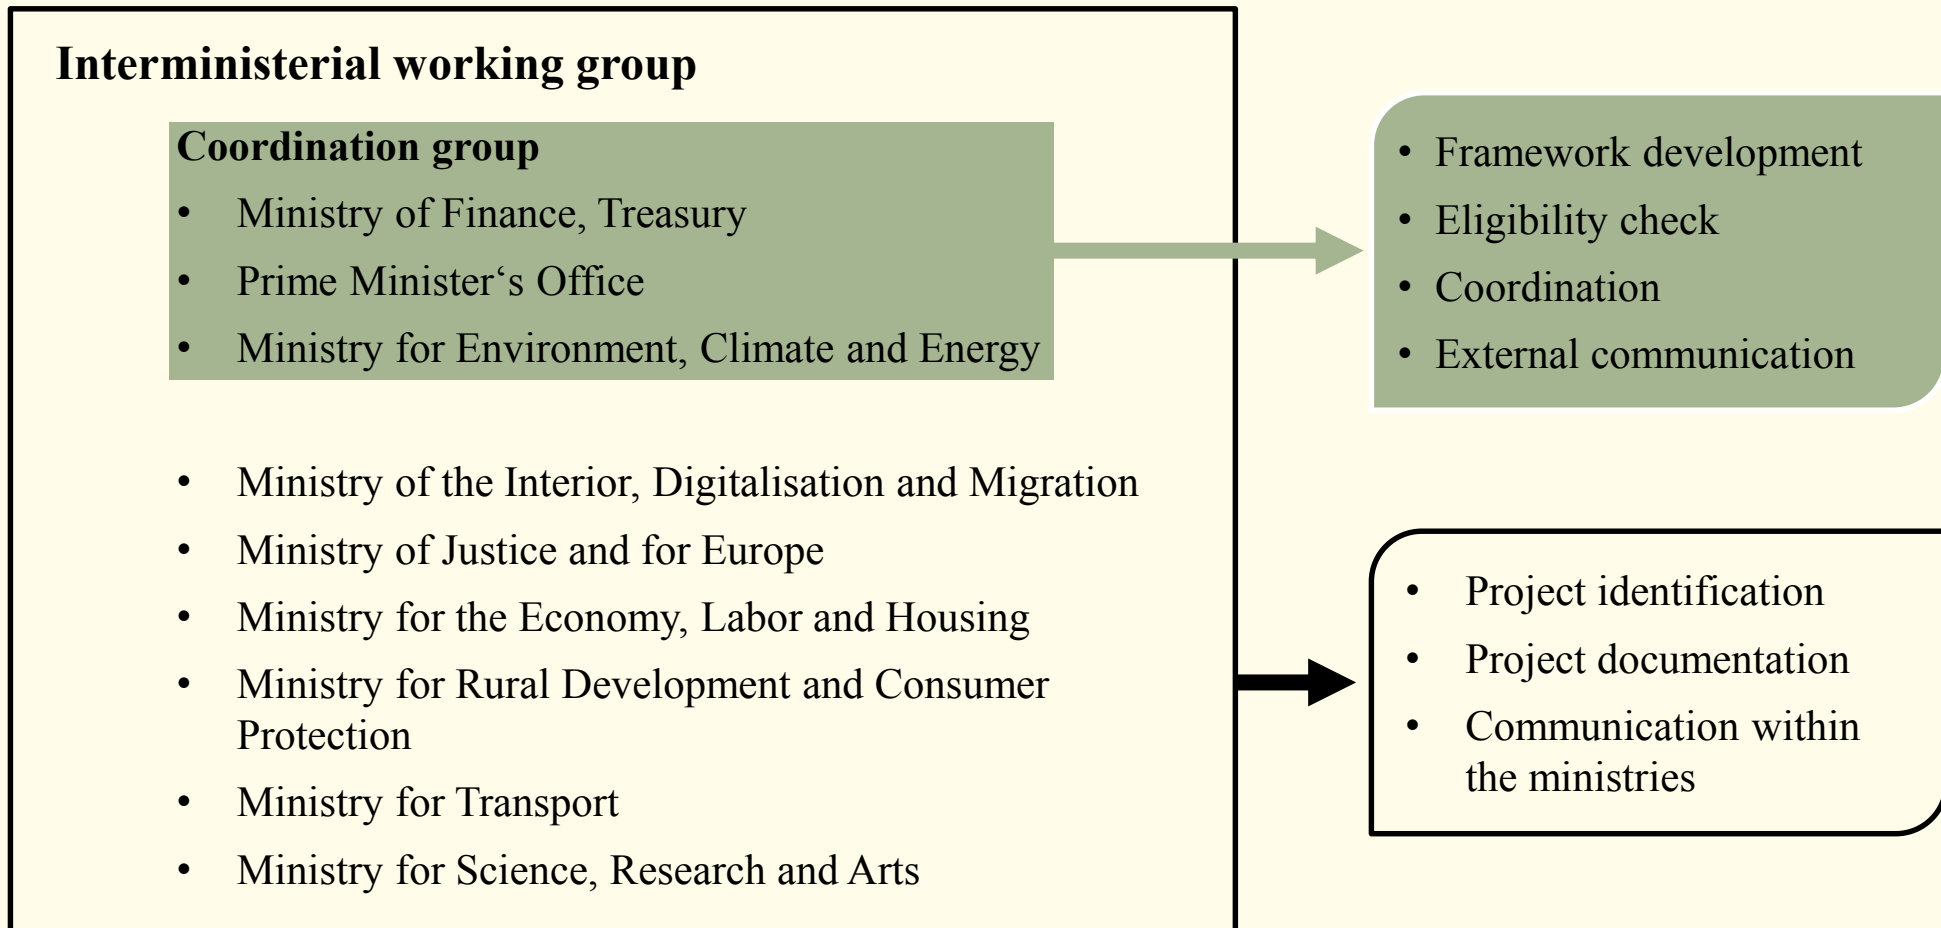 Interministerial working group
Coordination group
• Ministry of Finance, Treasury
• Prime Minister‘s Office
• Ministry for Environment, Climate and Energy
• Ministry of the Interior, Digitalisation and Migration
• Ministry of Justice and for Europe
• Ministry for the Economy, Labor and Housing
• Ministry for Rural Development and Consumer
Protection
• Ministry for Transport
• Ministry for Science, Research and Arts
• Framework development
• Eligibility check
• Coordination
• External communication
• Project identification
• Project documentation
• Communication within
the ministries